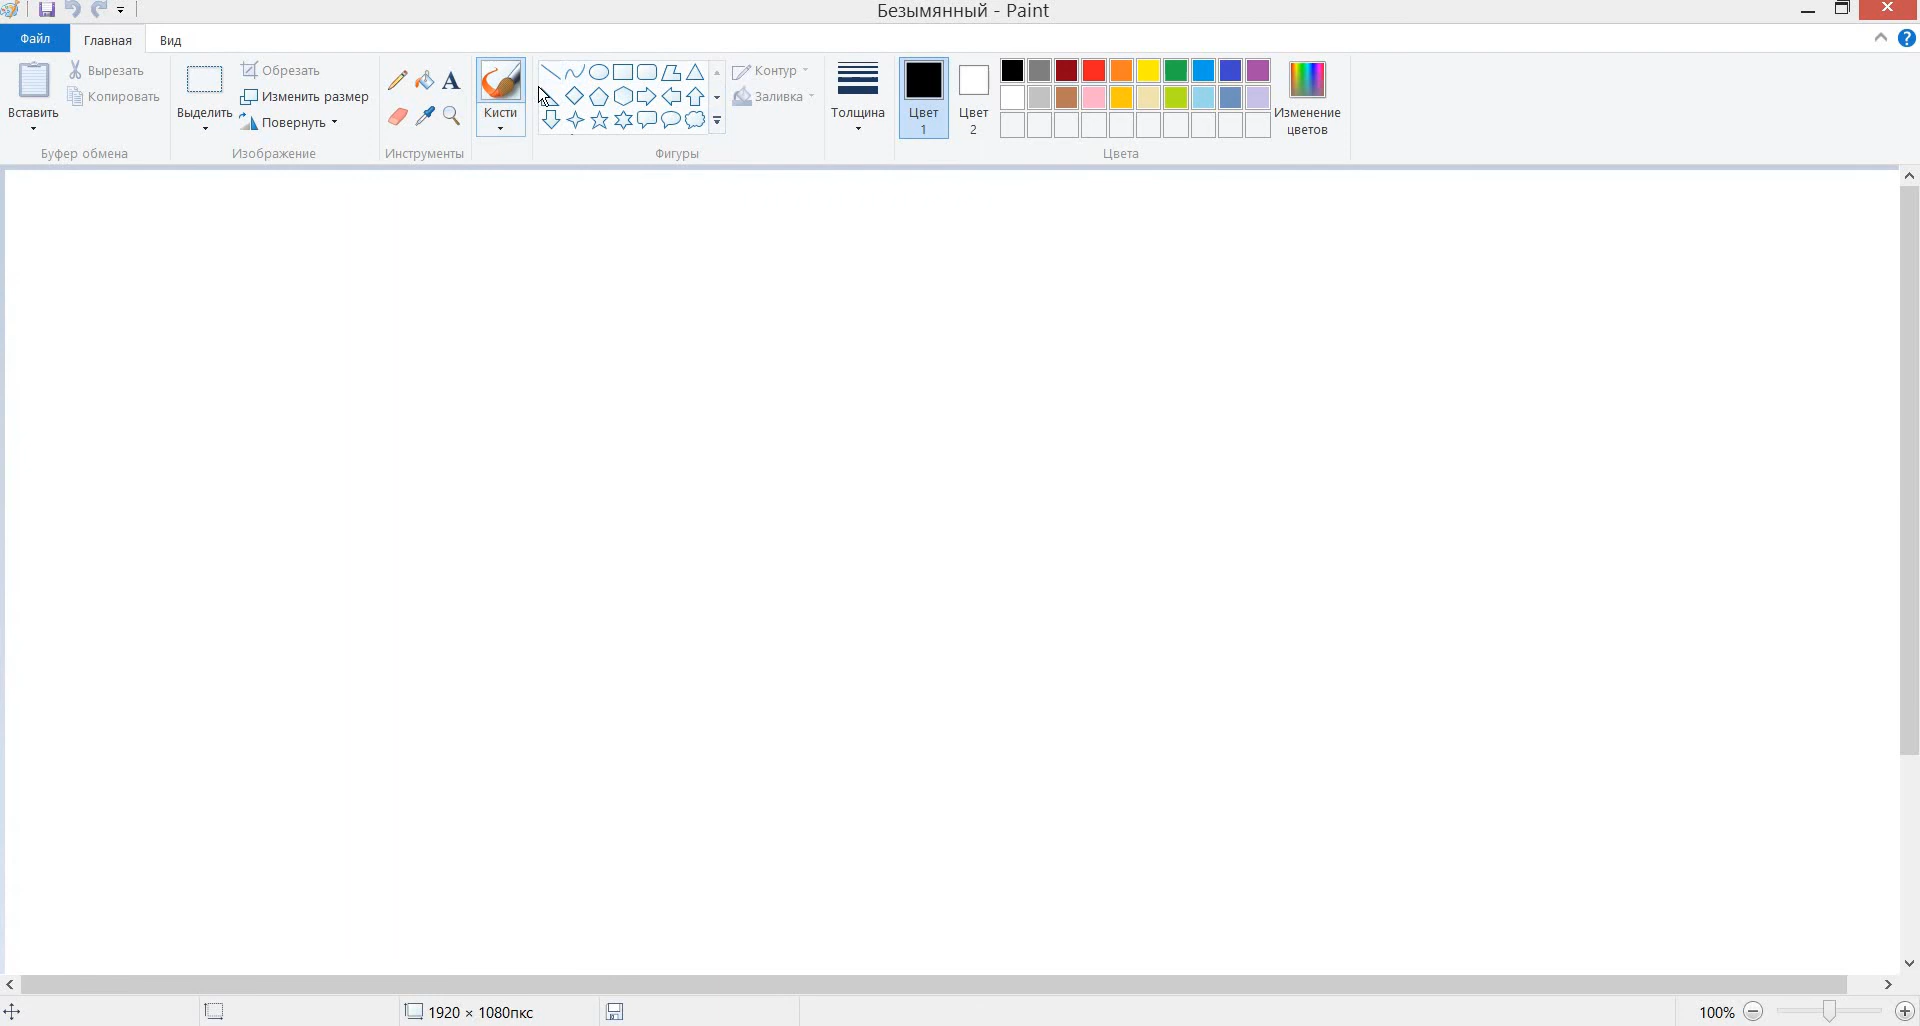 Безымянный - Paint
Файл Главная Вид
Вставить
Вырезать
Копировать
Буфер обмена
Выделить
Обрезать
Изменить размер
Повернуть
Изображение
A
Инструменты
Кисти
Контур
Заливка
Фигуры
Толщина
Цвет
1
Цвет
2
Изменение
цветов
Цвета
1920 × 1080пкс
100%